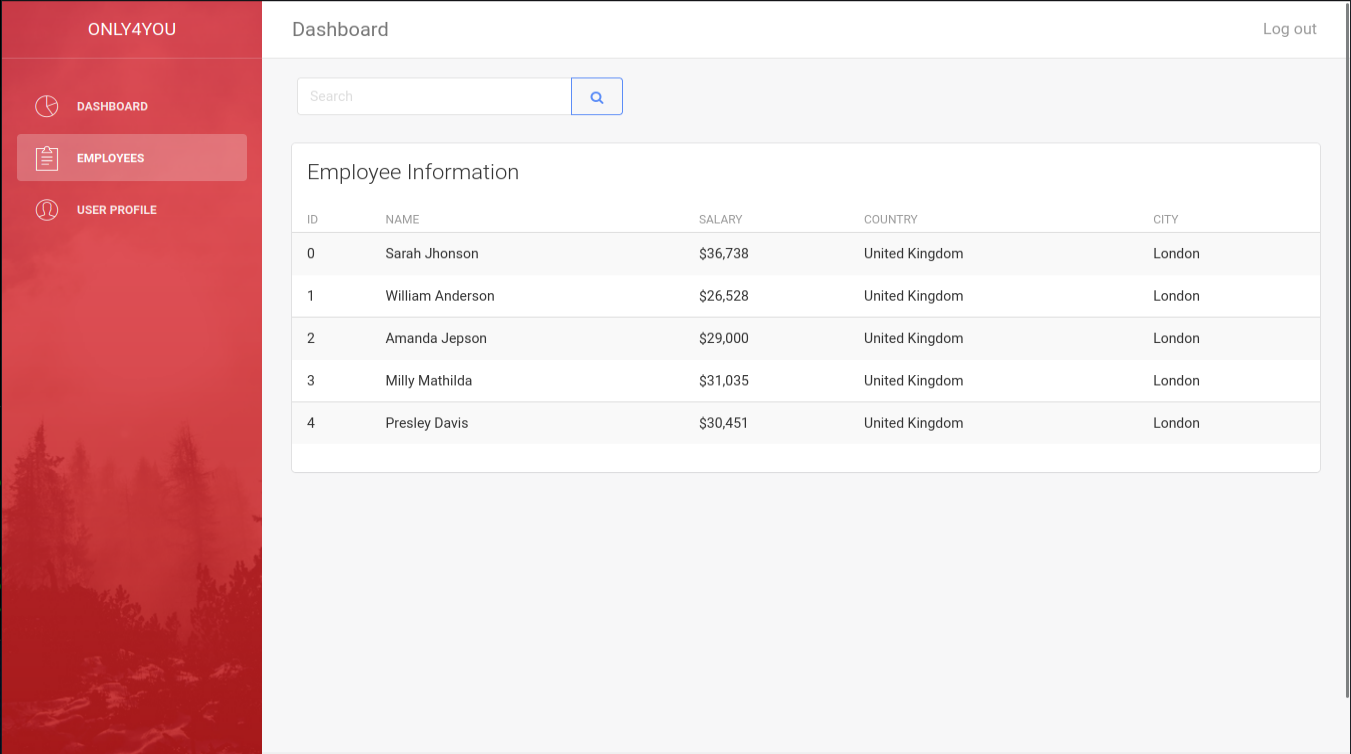 ONLY4YOU
Dashboard
Log out
DASHBOARD
EMPLOYEES
USER PROFILE
Search
Employee Information
ID NAME SALARY COUNTRY CITY
0 Sarah Jhonson $36,738 United Kingdom London
1 William Anderson $26,528 United Kingdom London
2 Amanda Jepson $29,000 United Kingdom London
3 Milly Mathilda $31,035 United Kingdom London
4 Presley Davis $30,451 United Kingdom London